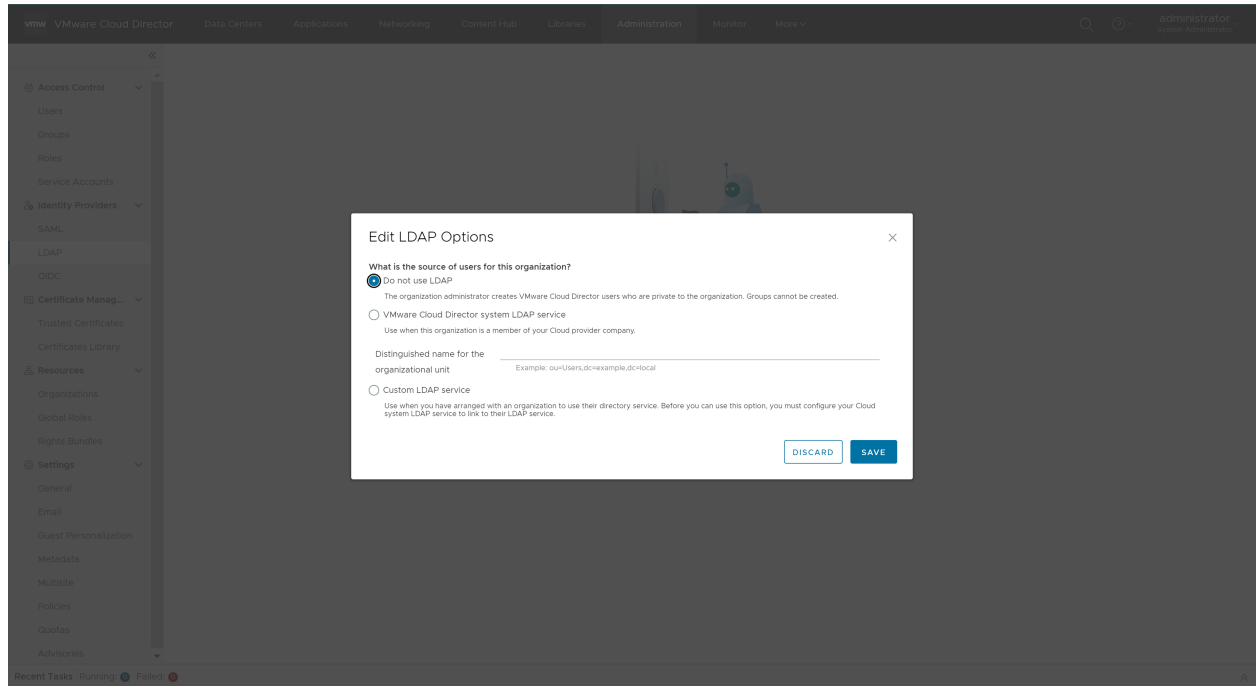 vmw VMware Cloud Director Data Centers Applications Networking Content Hub Libraries Administration Monitor More administrator
System Administrator
Access Control
Users
Groups
Roles
Service Accounts
Identity Providers
SAML
LDAP
OIDC
Certificate Manag...
Trusted Certificates
Certificates Library
Resources
Organizations
Global Roles
Rights Bundles
Settings
General
Email
Guest Personalization
Metadata
Multisite
Policies
Quotas
Advisories
Edit LDAP Options
What is the source of users for this organization?
Do not use LDAP
The organization administrator creates VMware Cloud Director users who are private to the organization. Groups cannot be created.
VMware Cloud Director system LDAP service
Use when this organization is a member of your Cloud provider company.
Distinguished name for the
organizational unit
Example: ou=Users,dc=example,dc=local
Custom LDAP service
Use when you have arranged with an organization to use their directory service. Before you can use this option, you must configure your Cloud
system LDAP service to link to their LDAP service.
DISCARD SAVE
Recent Tasks Running: 0 Failed: 0